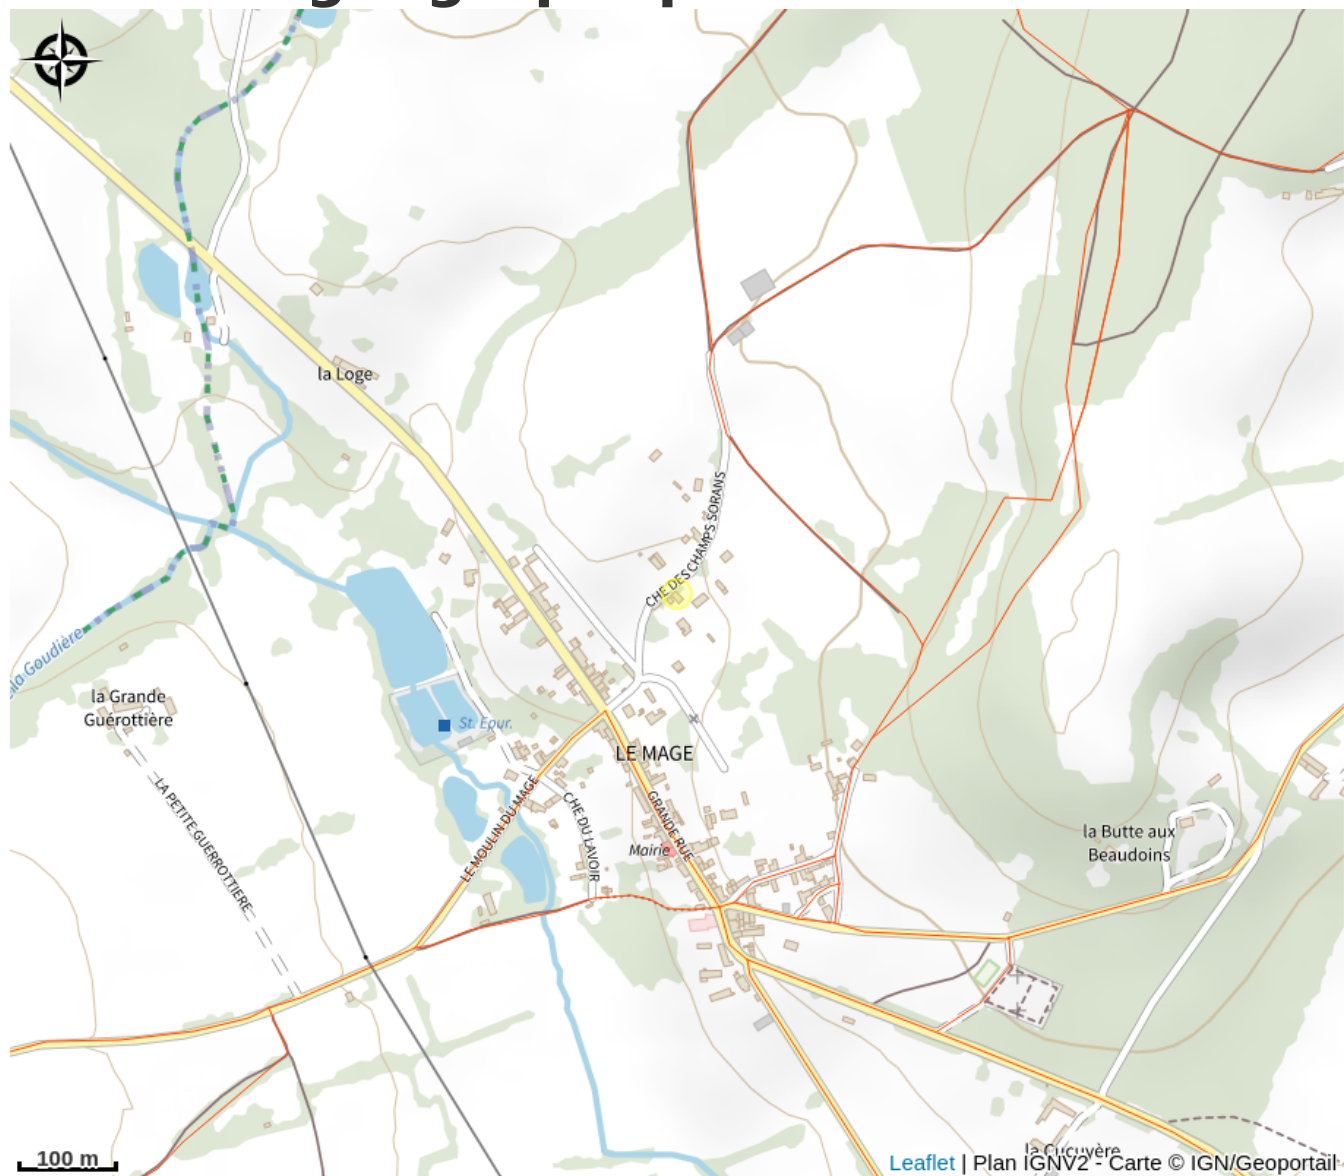 la Loge
CHE DES CHAMPS SORANS
la Goudière
la Grande
Guérottière
St. Epur.
LE MAGE
LA PETITE GUERROTTIERE
LE MOULIN DU MAGE
CHE DU LAVOIR
GRANDE RUE
Mairie
la Butte aux
Beaudoins
la Cucuyère
100 m
Leaflet | Plan IGNV2 - Carte © IGN/Geoportail